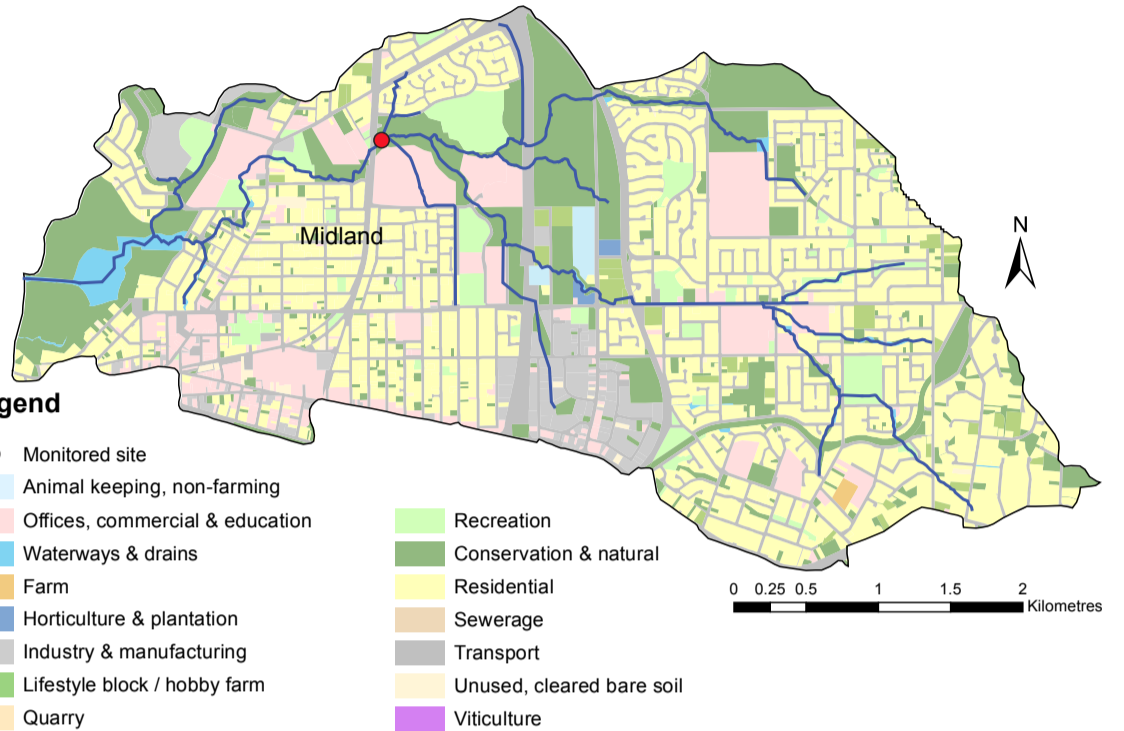 N
Midland
gend
Monitored site
Animal keeping, non-farming
Offices, commercial & education
Waterways & drains
Farm
Horticulture & plantation
Industry & manufacturing
Lifestyle block / hobby farm
Quarry
Recreation
Conservation & natural
Residential
Sewerage
Transport
Unused, cleared bare soil
Viticulture
0 0.25 0.5 1 1.5 2
Kilometres